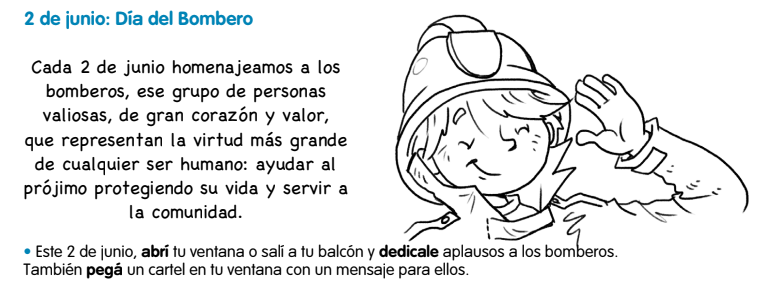 2 de junio: Día del Bombero
Cada 2 de junio homenajeamos a los
bomberos, ese grupo de personas
valiosas, de gran corazón y valor,
que representan la virtud más grande
de cualquier ser humano: ayudar al
prójimo protegiendo su vida y servir a
la comunidad.
• Este 2 de junio, abrí tu ventana o salí a tu balcón y dedicale aplausos a los bomberos.
También pegá un cartel en tu ventana con un mensaje para ellos.